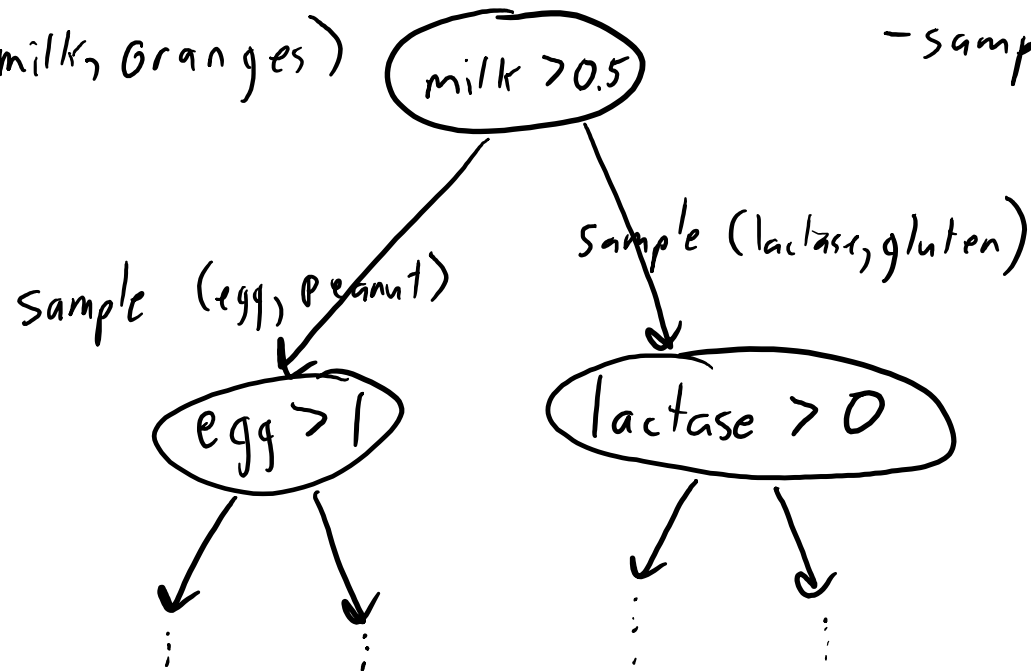 milk, oranges)
- samp
milk > 0.5
sample (lactase, gluten)
sample (egg, peanut)
egg > 1
lactase > 0